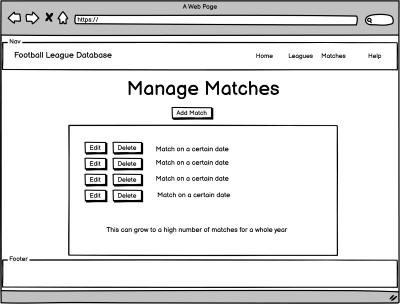 A Web Page
https://
Nav
Football League Database
Home Leagues Matches Help
Manage Matches
Add Match
Edit Delete Match on a certain date
Edit Delete Match on a certain date
Edit Delete Match on a certain date
Edit Delete Match on a certain date
This can grow to a high number of matches for a whole year
Footer